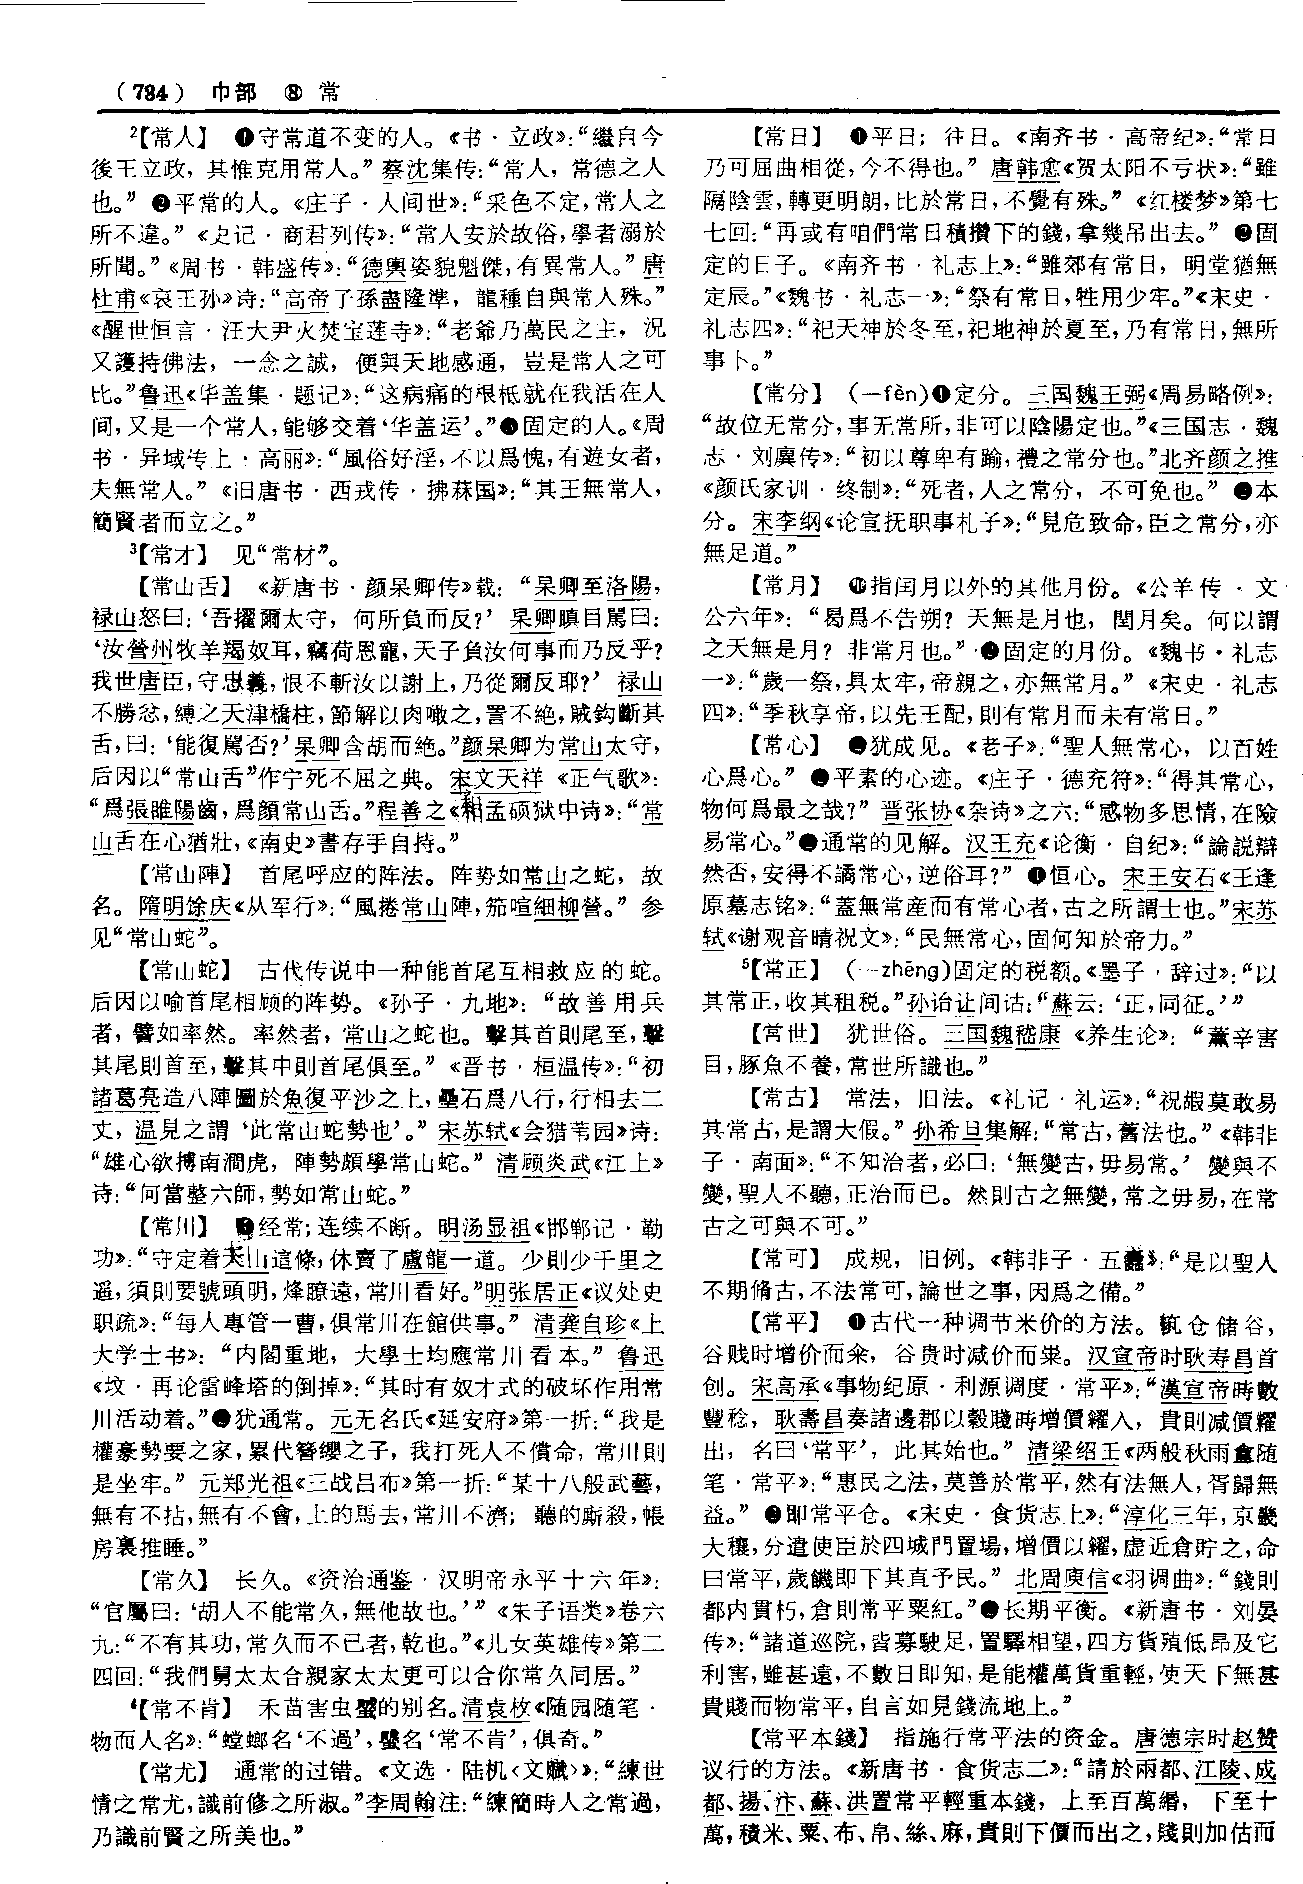 （734） 巾部 ⑧ 常
²【常人】 ❶守常道不变的人。《书·立政》：“繼自今
後王立政，其惟克用常人。”蔡沈集传：“常人，常德之人
也。” ❷平常的人。《庄子·人间世》：“采色不定，常人之
所不違。”《史记·商君列传》：“常人安於故俗，學者溺於
所聞。”《周书·韩盛传》：“德輿姿貌魁傑，有異常人。”唐
杜甫《哀王孙》诗：“高帝子孫盡隆準，龍種自與常人殊。”
《醒世恒言·汪大尹火焚宝莲寺》：“老爺乃萬民之主，況
又護持佛法，一念之誠，便與天地感通，豈是常人之可
比。”鲁迅《华盖集·题记》：“这病痛的根柢就在我活在人
间，又是一个常人，能够交着‘华盖运’。”❸固定的人。《周
书·异域传上·高丽》：“風俗好淫，不以爲愧，有遊女者，
夫無常人。”《旧唐书·西戎传·拂菻国》：“其王無常人，
簡賢者而立之。”
³【常才】 见“常材”。
【常山舌】 《新唐书·颜杲卿传》载：“杲卿至洛陽，
禄山怒曰：‘吾擢爾太守，何所負而反？’杲卿瞋目罵曰：
‘汝營州牧羊羯奴耳，竊荷恩寵，天子負汝何事而乃反乎？
我世唐臣，守忠義，恨不斬汝以謝上，乃從爾反耶？’禄山
不勝忿，縛之天津橋柱，節解以肉噉之，詈不絶，賊鈎斷其
舌，曰：‘能復罵否？’杲卿含胡而絶。”颜杲卿为常山太守，
后因以“常山舌”作宁死不屈之典。宋文天祥《正气歌》：
“爲張睢陽齒，爲顔常山舌。”程善之《和孟硕狱中诗》：“常
山舌在心猶壯，《南史》書存手自持。”
【常山陣】 首尾呼应的阵法。阵势如常山之蛇，故
名。隋明馀庆《从军行》：“風捲常山陣，笳喧細柳營。”参
见“常山蛇”。
【常山蛇】 古代传说中一种能首尾互相救应的蛇。
后因以喻首尾相顾的阵势。《孙子·九地》：“故善用兵
者，譬如率然。率然者，常山之蛇也。擊其首則尾至，擊
其尾則首至，擊其中則首尾俱至。”《晋书·桓温传》：“初
諸葛亮造八陣圖於魚復平沙之上，壘石爲八行，行相去二
丈，温見之謂‘此常山蛇勢也’。”宋苏轼《会猎苇园》诗：
“雄心欲搏南澗虎，陣勢頗學常山蛇。”清顾炎武《江上》
诗：“何當整六師，勢如常山蛇。”
【常川】 ❶经常；连续不断。明汤显祖《邯郸记·勒
功》：“守定着天山這條，休賣了盧龍一道。少則少千里之
遥，須則要號頭明，烽瞭遠，常川看好。”明张居正《议处史
职疏》：“每人專管一曹，俱常川在館供事。”清龚自珍《上
大学士书》：“内閣重地，大學士均應常川看本。”鲁迅
《坟·再论雷峰塔的倒掉》：“其时有奴才式的破坏作用常
川活动着。”❷犹通常。元无名氏《延安府》第一折：“我是
權豪勢要之家，累代簪纓之子，我打死人不償命，常川則
是坐牢。”元郑光祖《三战吕布》第一折：“某十八般武藝，
無有不拈，無有不會，上的馬去，常川不濟；聽的廝殺，帳
房裏推睡。”
【常久】 长久。《资治通鉴·汉明帝永平十六年》：
“官屬曰：‘胡人不能常久，無他故也。’”《朱子语类》卷六
九：“不有其功，常久而不已者，乾也。”《儿女英雄传》第二
四回：“我們舅太太合親家太太更可以合你常久同居。”
⁴【常不肯】 禾苗害虫蠥的别名。清袁枚《随园随笔·
物而人名》：“螳螂名‘不過’，蠥名‘常不肯’，俱奇。”
【常尤】 通常的过错。《文选·陆机〈文赋〉》：“練世
情之常尤，識前修之所淑。”李周翰注：“練簡時人之常過，
乃識前賢之所美也。”
【常日】 ❶平日；往日。《南齐书·高帝纪》：“常日
乃可屈曲相從，今不得也。”唐韩愈《贺太阳不亏状》：“雖
隔陰雲，轉更明朗，比於常日，不覺有殊。”《红楼梦》第七
七回：“再或有咱們常日積攢下的錢，拿幾吊出去。” ❷固
定的日子。《南齐书·礼志上》：“雖郊有常日，明堂猶無
定辰。”《魏书·礼志一》：“祭有常日，牲用少牢。”《宋史·
礼志四》：“祀天神於冬至，祀地神於夏至，乃有常日，無所
事卜。”
【常分】 （—fèn）❶定分。三国魏王弼《周易略例》：
“故位无常分，事无常所，非可以陰陽定也。”《三国志·魏
志·刘廙传》：“初以尊卑有踰，禮之常分也。”北齐颜之推
《颜氏家训·终制》：“死者，人之常分，不可免也。” ❷本
分。宋李纲《论宣抚职事札子》：“見危致命，臣之常分，亦
無足道。”
【常月】 ❶指闰月以外的其他月份。《公羊传·文
公六年》：“曷爲不告朔？天無是月也，閏月矣。何以謂
之天無是月？非常月也。” ❷固定的月份。《魏书·礼志
一》：“歲一祭，具太牢，帝親之，亦無常月。”《宋史·礼志
四》：“季秋享帝，以先王配，則有常月而未有常日。”
【常心】 ❶犹成见。《老子》：“聖人無常心，以百姓
心爲心。” ❷平素的心迹。《庄子·德充符》：“得其常心，
物何爲最之哉？”晋张协《杂诗》之六：“感物多思情，在險
易常心。”❸通常的见解。汉王充《论衡·自纪》：“論説辯
然否，安得不譎常心，逆俗耳？” ❹恒心。宋王安石《王逢
原墓志铭》：“蓋無常産而有常心者，古之所謂士也。”宋苏
轼《谢观音晴祝文》：“民無常心，固何知於帝力。”
⁵【常正】 （—zhēng）固定的税额。《墨子·辞过》：“以
其常正，收其租税。”孙诒让间诂：“蘇云：‘正，同征。’”
【常世】 犹世俗。三国魏嵇康《养生论》：“薰辛害
目，豚魚不養，常世所識也。”
【常古】 常法，旧法。《礼记·礼运》：“祝嘏莫敢易
其常古，是謂大假。”孙希旦集解：“常古，舊法也。”《韩非
子·南面》：“不知治者，必曰：‘無變古，毋易常。’變與不
變，聖人不聽，正治而已。然則古之無變，常之毋易，在常
古之可與不可。”
【常可】 成规，旧例。《韩非子·五蠹》：“是以聖人
不期脩古，不法常可，論世之事，因爲之備。”
【常平】 ❶古代一种调节米价的方法。筑仓储谷，
谷贱时增价而籴，谷贵时减价而粜。汉宣帝时耿寿昌首
创。宋高承《事物纪原·利源调度·常平》：“漢宣帝時數
豐稔，耿壽昌奏諸邊郡以穀賤時增價糴入，貴則減價糶
出，名曰‘常平’，此其始也。”清梁绍壬《两般秋雨盦随
笔·常平》：“惠民之法，莫善於常平，然有法無人，胥歸無
益。” ❷即常平仓。《宋史·食货志上》：“淳化三年，京畿
大穰，分遣使臣於四城門置場，增價以糴，虚近倉貯之，命
曰常平，歲饑即下其直予民。”北周庾信《羽调曲》：“錢則
都内貫朽，倉則常平粟紅。”❸长期平衡。《新唐书·刘晏
传》：“諸道巡院，皆募駛足，置驛相望，四方貨殖低昂及它
利害，雖甚遠，不數日即知，是能權萬貨重輕，使天下無甚
貴賤而物常平，自言如見錢流地上。”
【常平本錢】 指施行常平法的资金。唐德宗时赵赞
议行的方法。《新唐书·食货志二》：“請於兩都、江陵、成
都、揚、汴、蘇、洪置常平輕重本錢，上至百萬緡，下至十
萬，積米、粟、布、帛、絲、麻，貴則下價而出之，賤則加估而